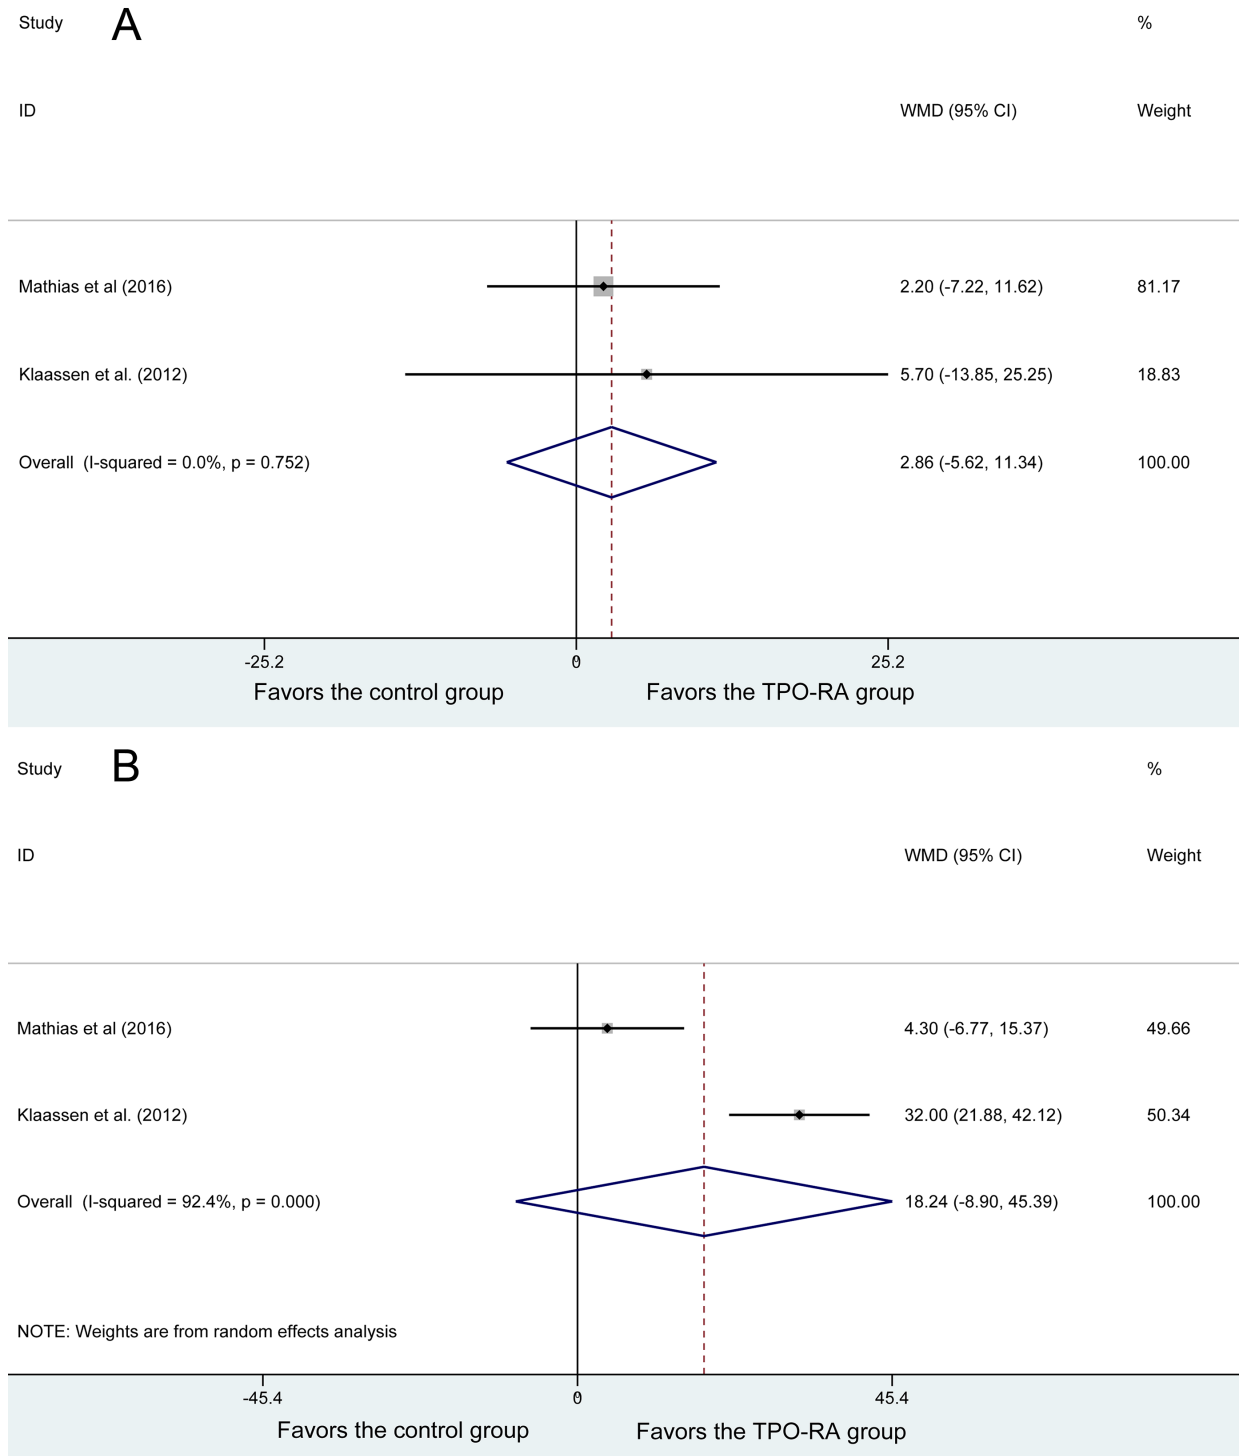 Study A %
ID WMD (95% CI) Weight
Mathias et al (2016) 2.20 (-7.22, 11.62) 81.17
Klaassen et al. (2012) 5.70 (-13.85, 25.25) 18.83
Overall (I-squared = 0.0%, p = 0.752) 2.86 (-5.62, 11.34) 100.00
-25.2 0 25.2
Favors the control group Favors the TPO-RA group
Study B %
ID WMD (95% CI) Weight
Mathias et al (2016) 4.30 (-6.77, 15.37) 49.66
Klaassen et al. (2012) 32.00 (21.88, 42.12) 50.34
Overall (I-squared = 92.4%, p = 0.000) 18.24 (-8.90, 45.39) 100.00
NOTE: Weights are from random effects analysis
-45.4 0 45.4
Favors the control group Favors the TPO-RA group